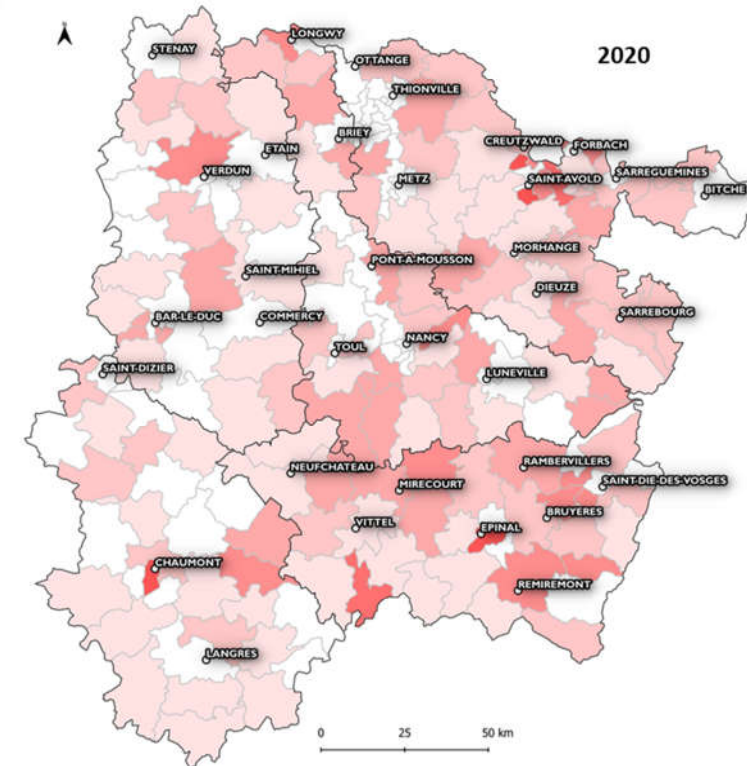 LONGWY
STENAY
2020
OTTANGE
THIONVILLE
BRIEY
CREUTZWALD
FORBACH
ETAIN
VERDUN
METZ
SAINT-AVOLD
SARREGUEMINES
BITCHE
MORHANGE
PONT-A-MOUSSON
SAINT-MIHIEL
DIEUZE
BAR-LE-DUC
COMMERCY
SARREBOURG
NANCY
TOUL
SAINT-DIZIER
LUNEVILLE
NEUFCHATEAU
RAMBERVILLERS
MIRECOURT
SAINT-DIE-DES-VOSGES
BRUYERES
VITTEL
EPINAL
CHAUMONT
REMIREMONT
LANGRES
0 25 50 km